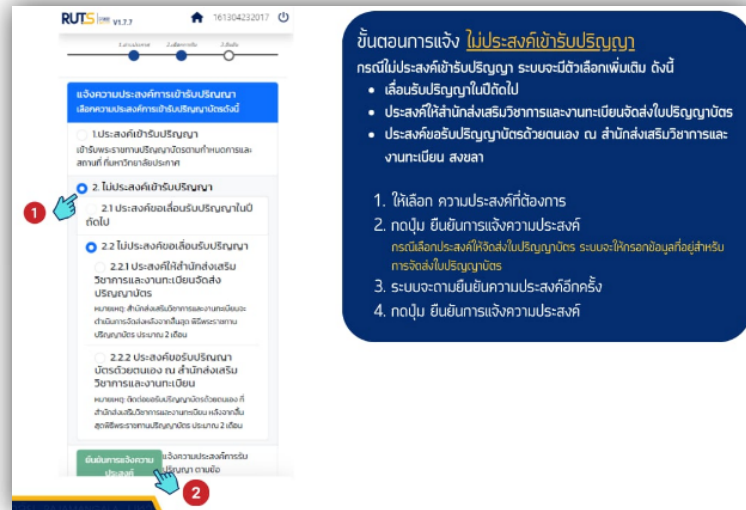 RUTS V1.7.7 161304232017
1.อ่านประกาศ 2.เลือกการรับ 3.ยืนยัน
แจ้งความประสงค์การเข้ารับปริญญา
เลือกความประสงค์การเข้ารับปริญญาบัตรดังนี้
1.ประสงค์เข้ารับปริญญา
เข้ารับพระราชทานปริญญาบัตรตามกำหนดการและ
สถานที่ ที่มหาวิทยาลัยประกาศ
2. ไม่ประสงค์เข้ารับปริญญา
1
2.1 ประสงค์ขอเลื่อนรับปริญญาในปี
ถัดไป
2.2 ไม่ประสงค์ขอเลื่อนรับปริญญา
2.2.1 ประสงค์ให้สำนักส่งเสริม
วิชาการและงานทะเบียนจัดส่ง
ปริญญาบัตร
หมายเหตุ: สำนักส่งเสริมวิชาการและงานทะเบียนจะ
ดำเนินการจัดส่งหลังจากสิ้นสุด พิธีพระราชทาน
ปริญญาบัตร ประมาณ 2 เดือน
2.2.2 ประสงค์ขอรับปริญญา
บัตรด้วยตนเอง ณ สำนักส่งเสริม
วิชาการและงานทะเบียน
หมายเหตุ: ติดต่อขอรับปริญญาบัตรด้วยตนเอง ที่
สำนักส่งเสริมวิชาการและงานทะเบียน หลังจากสิ้น
สุดพิธีพระราชทานปริญญาบัตร ประมาณ 2 เดือน
ยืนยันการแจ้งความ
ประสงค์
แจ้งความประสงค์การรับ
ปริญญา ตามข้อ
2
ขั้นตอนการแจ้ง ไม่ประสงค์เข้ารับปริญญา
กรณีไม่ประสงค์เข้ารับปริญญา ระบบจะมีตัวเลือกเพิ่มเติม ดังนี้
• เลื่อนรับปริญญาในปีถัดไป
• ประสงค์ให้สำนักส่งเสริมวิชาการและงานทะเบียนจัดส่งใบปริญญาบัตร
• ประสงค์ขอรับปริญญาบัตรด้วยตนเอง ณ สำนักส่งเสริมวิชาการและ
งานทะเบียน สงขลา
1. ให้เลือก ความประสงค์ที่ต้องการ
2. กดปุ่ม ยืนยันการแจ้งความประสงค์
กรณีเลือกประสงค์ให้จัดส่งใบปริญญาบัตร ระบบจะให้กรอกข้อมูลที่อยู่สำหรับ
การจัดส่งใบปริญญาบัตร
3. ระบบจะถามยืนยันความประสงค์อีกครั้ง
4. กดปุ่ม ยืนยันการแจ้งความประสงค์